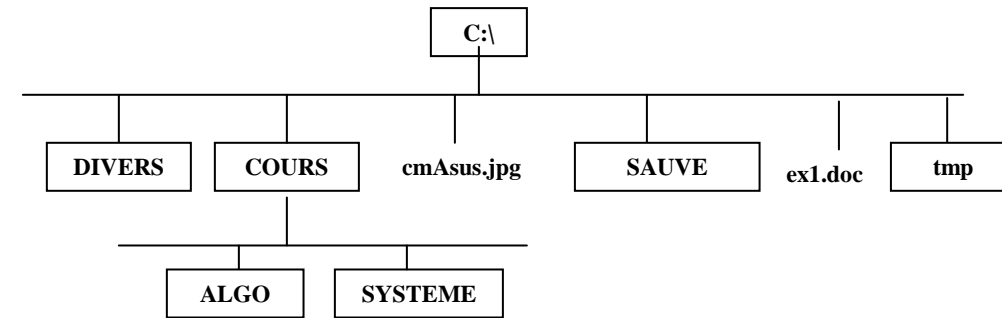 C:\
DIVERS COURS cmAsus.jpg SAUVE ex1.doc tmp
ALGO SYSTEME